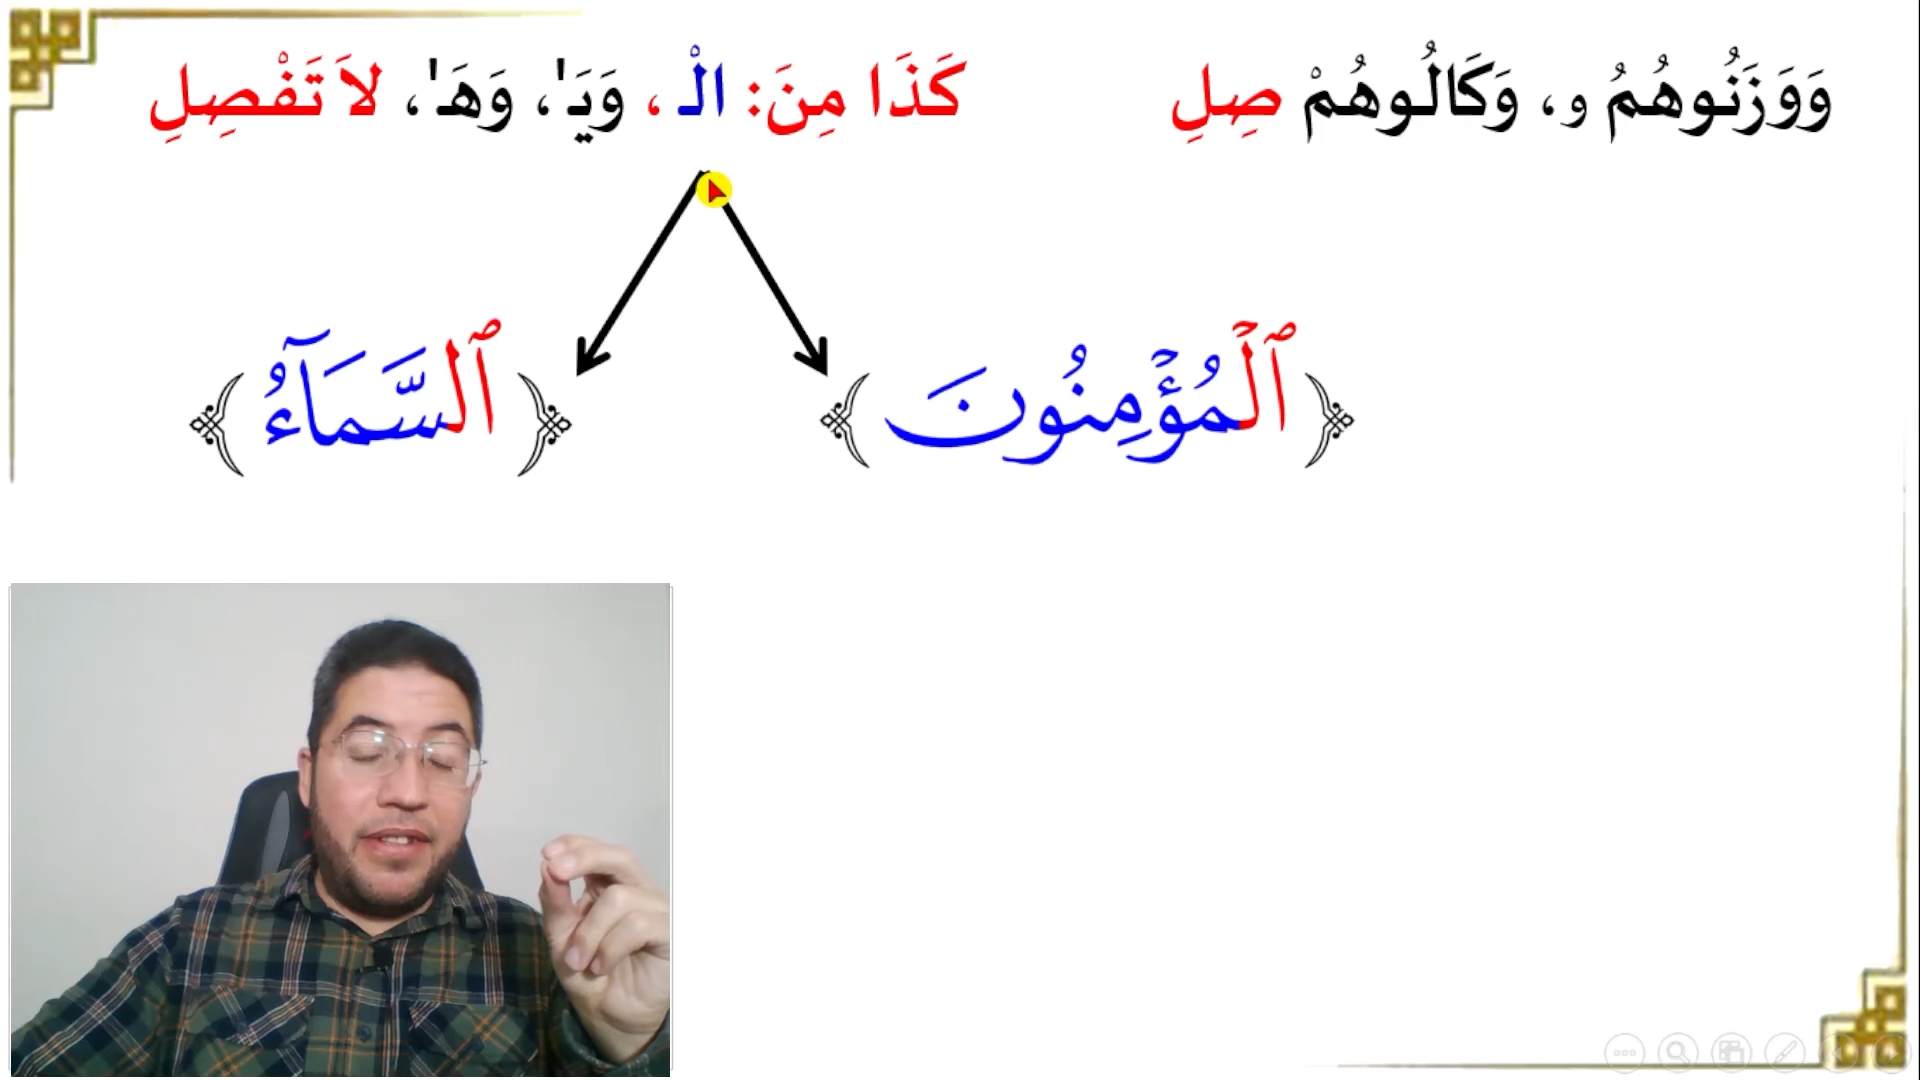 وَوَزَنُوهُمُ و، وَكَالُوهُمْ صِلِ كَذَا مِنَ: الْـ ، وَيَـٰ، وَهَـٰ، لاَ تَفْصِلِ
﴿ٱلۡمُؤۡمِنُونَ﴾ ﴿ٱلسَّمَآءُ﴾